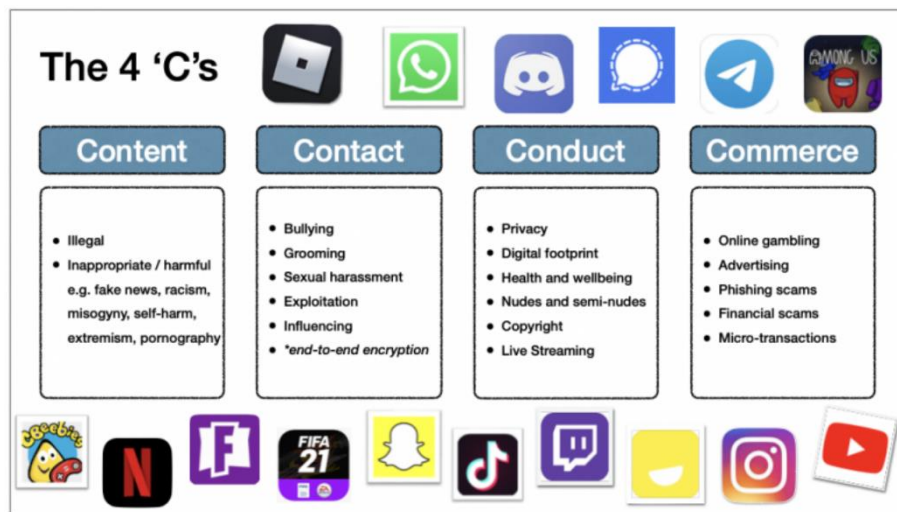 The 4 'C's
AMONG US
Content
Contact
Conduct
Commerce
• Illegal
• Inappropriate / harmful
e.g. fake news, racism,
misogyny, self-harm,
extremism, pornography
• Bullying
• Grooming
• Sexual harassment
• Exploitation
• Influencing
• *end-to-end encryption
• Privacy
• Digital footprint
• Health and wellbeing
• Nudes and semi-nudes
• Copyright
• Live Streaming
• Online gambling
• Advertising
• Phishing scams
• Financial scams
• Micro-transactions
CBeebies
N
F
FIFA
21